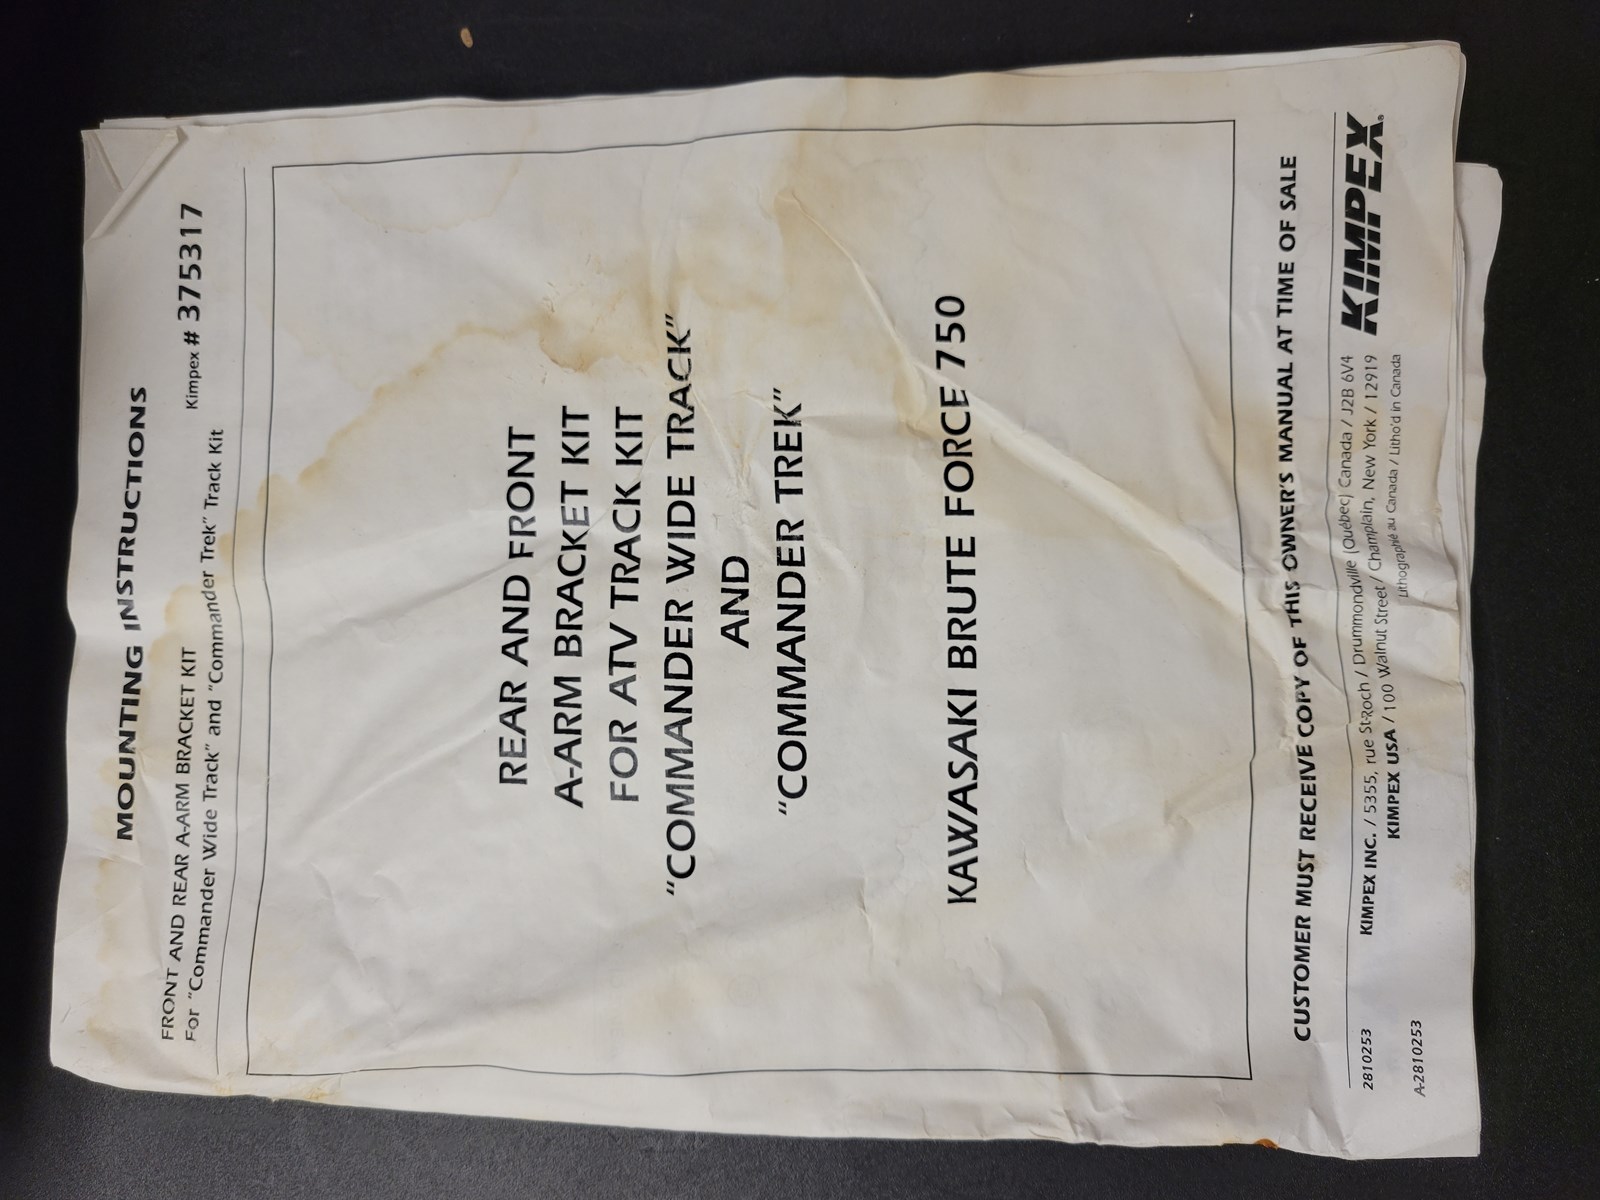 MOUNTING INSTRUCTIONS
FRONT AND REAR A-ARM BRACKET KIT
For "Commander Wide Track" and "Commander Trek" Track Kit
Kimpex # 375317
REAR AND FRONT
A-ARM BRACKET KIT
FOR ATV TRACK KIT
"COMMANDER WIDE TRACK"
AND
"COMMANDER TREK"
KAWASAKI BRUTE FORCE 750
CUSTOMER MUST RECEIVE COPY OF THIS OWNER'S MANUAL AT TIME OF SALE
2810253
KIMPEX INC. / 5355, rue St-Roch / Drummondville (Québec) Canada / J2B 6V4
KIMPEX USA / 100 Walnut Street / Champlain, New York / 12919
Lithographié au Canada / Litho'd in Canada
A-2810253
KIMPEX®